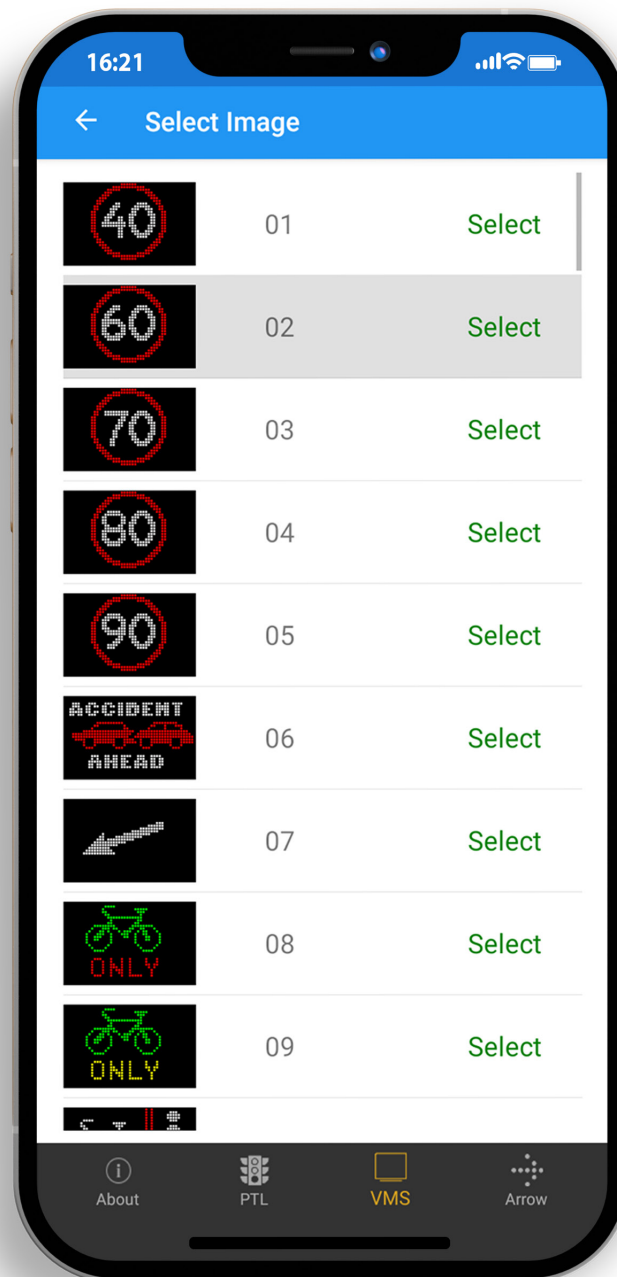 16:21
Select Image
40 01 Select
60 02 Select
70 03 Select
80 04 Select
90 05 Select
ACCIDENT
AHEAD
06 Select
07 Select
ONLY 08 Select
ONLY 09 Select
About PTL VMS Arrow